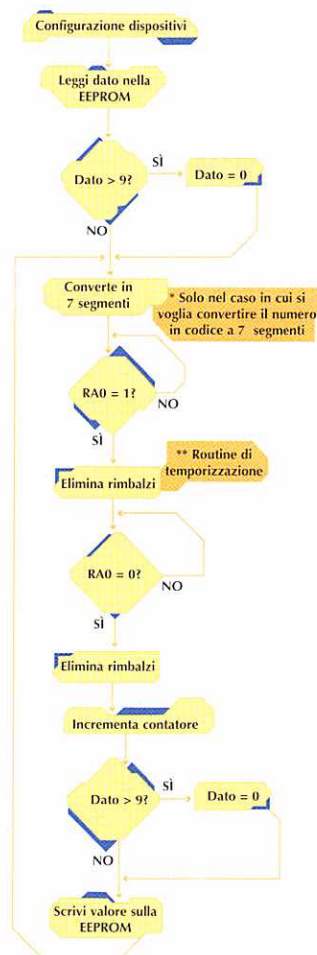 Configurazione dispositivi
Leggi dato nella
EEPROM
Dato > 9?
SÌ
Dato = 0
NO
Converte in
7 segmenti
* Solo nel caso in cui si
voglia convertire il numero
in codice a 7 segmenti
RA0 = 1?
NO
SÌ
** Routine di
temporizzazione
Elimina rimbalzi
RA0 = 0?
NO
SÌ
Elimina rimbalzi
Incrementa contatore
Dato > 9?
SÌ
Dato = 0
NO
Scrivi valore sulla
EEPROM